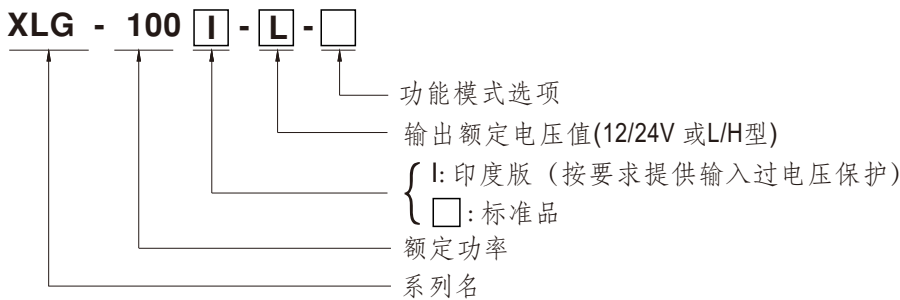 XLG - 100 I - L - □
功能模式选项
输出额定电压值(12/24V 或L/H型)
I: 印度版（按要求提供输入过电压保护）
□: 标准品
额定功率
系列名